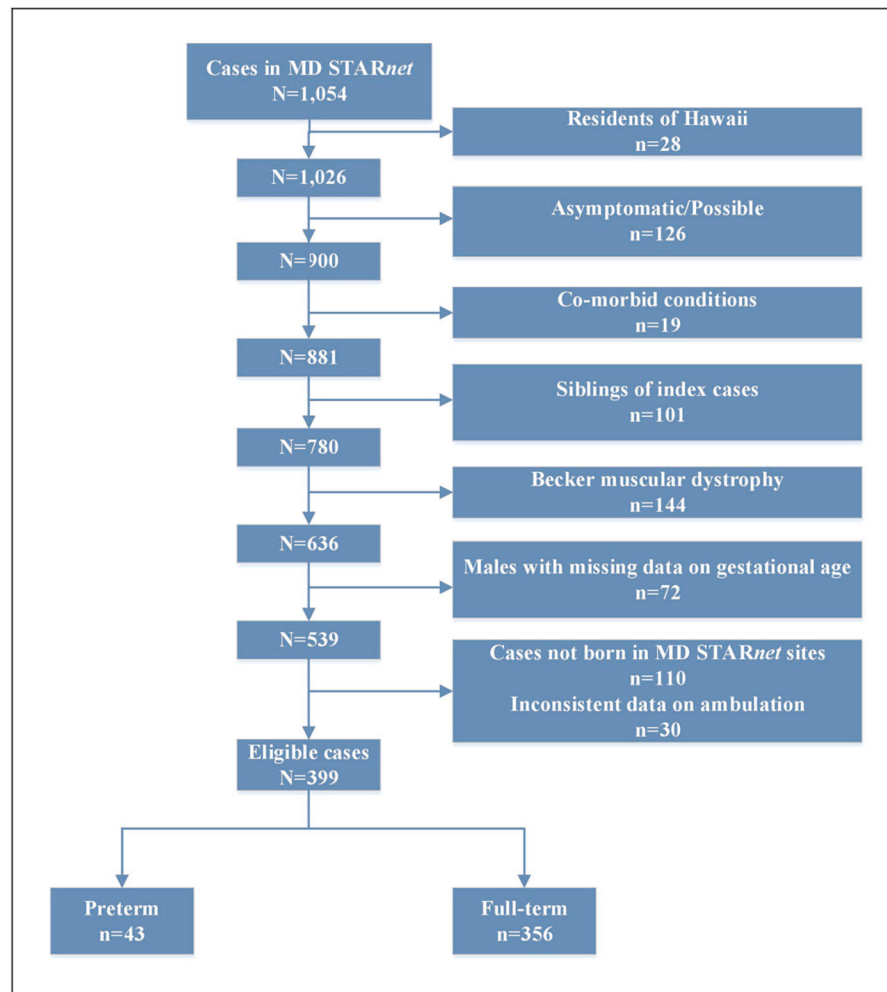 Cases in MD STARnet
N=1,054
Residents of Hawaii
n=28
N=1,026
Asymptomatic/Possible
n=126
N=900
Co-morbid conditions
n=19
N=881
Siblings of index cases
n=101
N=780
Becker muscular dystrophy
n=144
N=636
Males with missing data on gestational age
n=72
N=539
Cases not born in MD STARnet sites
n=110
Inconsistent data on ambulation
n=30
Eligible cases
N=399
Preterm
n=43
Full-term
n=356